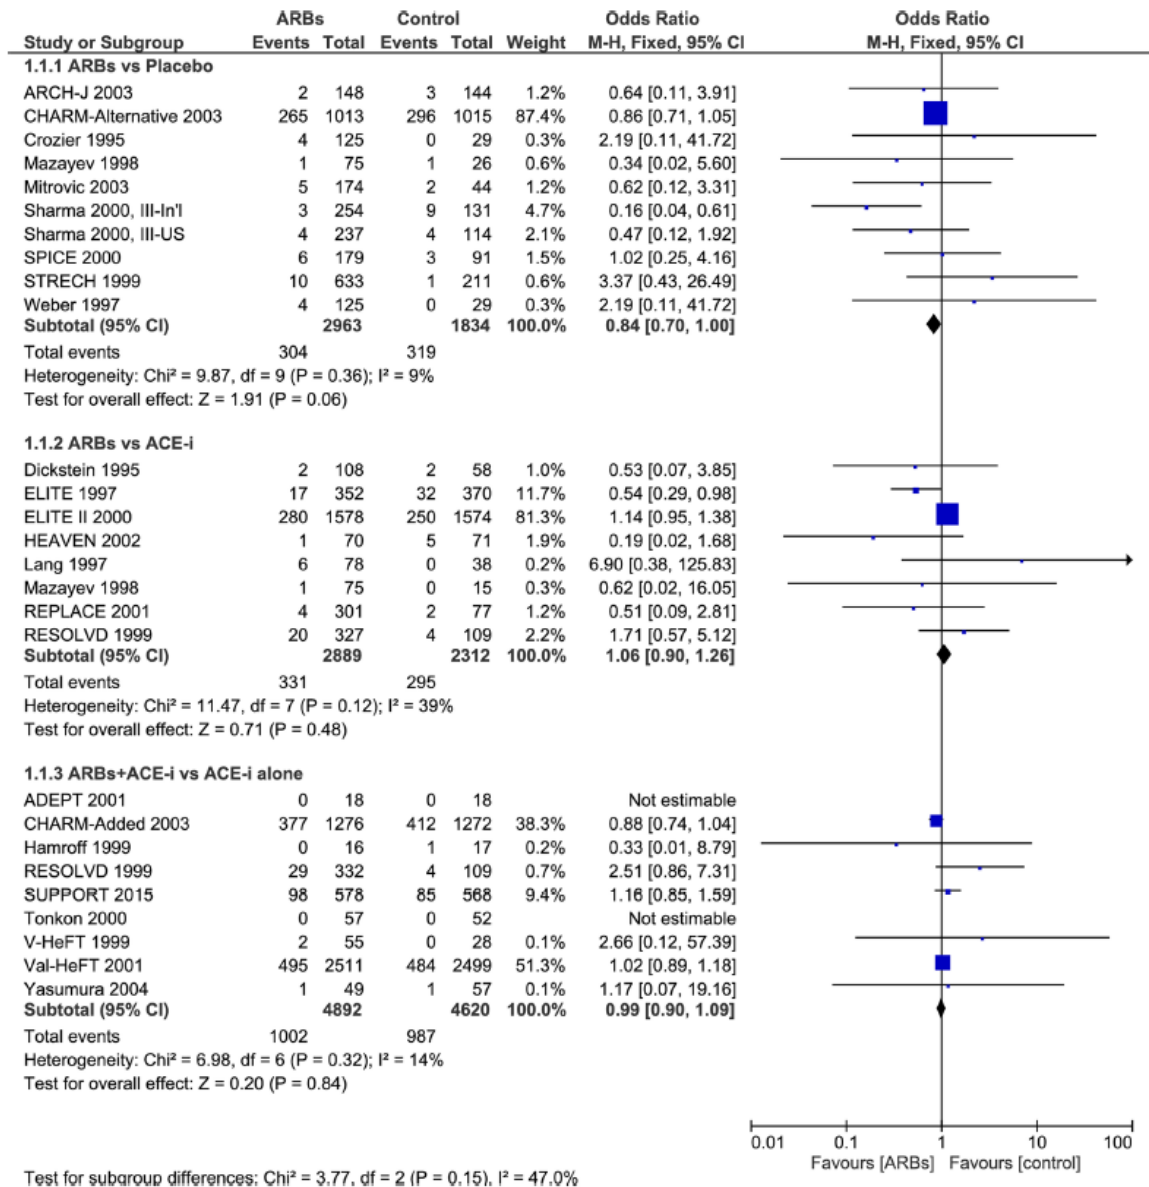 ARBs Control Odds Ratio Odds Ratio
Study or Subgroup Events Total Events Total Weight M-H, Fixed, 95% CI M-H, Fixed, 95% CI
1.1.1 ARBs vs Placebo
ARCH-J 2003 2 148 3 144 1.2% 0.64 [0.11, 3.91]
CHARM-Alternative 2003 265 1013 296 1015 87.4% 0.86 [0.71, 1.05]
Crozier 1995 4 125 0 29 0.3% 2.19 [0.11, 41.72]
Mazayev 1998 1 75 1 26 0.6% 0.34 [0.02, 5.60]
Mitrovic 2003 5 174 2 44 1.2% 0.62 [0.12, 3.31]
Sharma 2000, III-In'l 3 254 9 131 4.7% 0.16 [0.04, 0.61]
Sharma 2000, III-US 4 237 4 114 2.1% 0.47 [0.12, 1.92]
SPICE 2000 6 179 3 91 1.5% 1.02 [0.25, 4.16]
STRECH 1999 10 633 1 211 0.6% 3.37 [0.43, 26.49]
Weber 1997 4 125 0 29 0.3% 2.19 [0.11, 41.72]
Subtotal (95% CI) 2963 1834 100.0% 0.84 [0.70, 1.00]
Total events 304 319
Heterogeneity: Chi² = 9.87, df = 9 (P = 0.36); I² = 9%
Test for overall effect: Z = 1.91 (P = 0.06)
1.1.2 ARBs vs ACE-i
Dickstein 1995 2 108 2 58 1.0% 0.53 [0.07, 3.85]
ELITE 1997 17 352 32 370 11.7% 0.54 [0.29, 0.98]
ELITE II 2000 280 1578 250 1574 81.3% 1.14 [0.95, 1.38]
HEAVEN 2002 1 70 5 71 1.9% 0.19 [0.02, 1.68]
Lang 1997 6 78 0 38 0.2% 6.90 [0.38, 125.83]
Mazayev 1998 1 75 0 15 0.3% 0.62 [0.02, 16.05]
REPLACE 2001 4 301 2 77 1.2% 0.51 [0.09, 2.81]
RESOLVD 1999 20 327 4 109 2.2% 1.71 [0.57, 5.12]
Subtotal (95% CI) 2889 2312 100.0% 1.06 [0.90, 1.26]
Total events 331 295
Heterogeneity: Chi² = 11.47, df = 7 (P = 0.12); I² = 39%
Test for overall effect: Z = 0.71 (P = 0.48)
1.1.3 ARBs+ACE-i vs ACE-i alone
ADEPT 2001 0 18 0 18 Not estimable
CHARM-Added 2003 377 1276 412 1272 38.3% 0.88 [0.74, 1.04]
Hamroff 1999 0 16 1 17 0.2% 0.33 [0.01, 8.79]
RESOLVD 1999 29 332 4 109 0.7% 2.51 [0.86, 7.31]
SUPPORT 2015 98 578 85 568 9.4% 1.16 [0.85, 1.59]
Tonkon 2000 0 57 0 52 Not estimable
V-HeFT 1999 2 55 0 28 0.1% 2.66 [0.12, 57.39]
Val-HeFT 2001 495 2511 484 2499 51.3% 1.02 [0.89, 1.18]
Yasumura 2004 1 49 1 57 0.1% 1.17 [0.07, 19.16]
Subtotal (95% CI) 4892 4620 100.0% 0.99 [0.90, 1.09]
Total events 1002 987
Heterogeneity: Chi² = 6.98, df = 6 (P = 0.32); I² = 14%
Test for overall effect: Z = 0.20 (P = 0.84)
0.01 0.1 1 10 100
Favours [ARBs] Favours [control]
Test for subgroup differences: Chi² = 3.77, df = 2 (P = 0.15), I² = 47.0%